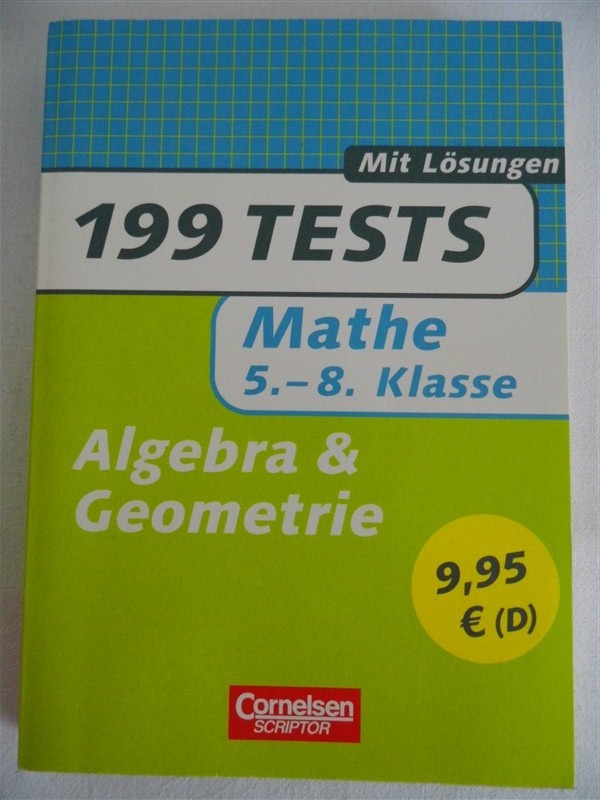 Mit Lösungen
199 TESTS
Mathe
5.–8. Klasse
Algebra &
Geometrie
9,95
€ (D)
Cornelsen
SCRIPTOR